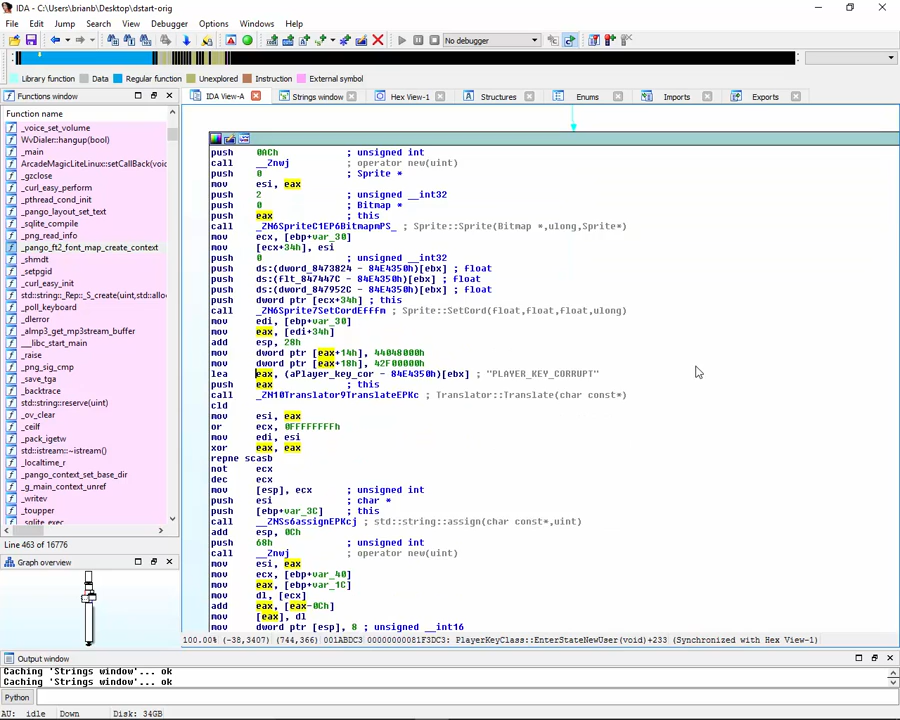 IDA - C:\Users\brianb\Desktop\dstart-orig
File Edit Jump Search View Debugger Options Windows Help
No debugger
Library function Data Regular function Unexplored Instruction External symbol
Functions window
IDA View-A Strings window Hex View-1 Structures Enums Imports Exports
Function name
_voice_set_volume
WvDialer::hangup(bool)
_main
ArcadeMagicLiteLinux::setCallBack(void
_gzclose
_curl_easy_perform
_pthread_cond_init
_pango_layout_set_text
_sqlite_compile
_png_read_info
_pango_ft2_font_map_create_context
_shmdt
_setpgid
_curl_easy_init
std::string::_Rep::_S_create(uint,std::alloc
_poll_keyboard
_dlerror
_almp3_get_mp3stream_buffer
__libc_start_main
_raise
_png_sig_cmp
_save_tga
_backtrace
std::string::reserve(uint)
_ov_clear
_ceilf
_pack_igetw
std::istream::~istream()
_localtime_r
_pango_context_set_base_dir
_g_main_context_unref
_writev
_toupper
_sqlite_exec
Line 463 of 16776
Graph overview
push 0ACh ; unsigned int
call __Znwj ; operator new(uint)
push 0 ; Sprite *
mov esi, eax
push 2 ; unsigned __int32
push 0 ; Bitmap *
push eax ; this
call _ZN6SpriteC1EP6BitmapmPS_ ; Sprite::Sprite(Bitmap *,ulong,Sprite*)
mov ecx, [ebp+var_30]
mov [ecx+34h], esi
push 0 ; unsigned __int32
push ds:(dword_8473824 - 84E4350h)[ebx] ; float
push ds:(flt_847447C - 84E4350h)[ebx] ; float
push ds:(dword_847952C - 84E4350h)[ebx] ; float
push dword ptr [ecx+34h] ; this
call _ZN6Sprite7SetCordEfffm ; Sprite::SetCord(float,float,float,ulong)
mov edi, [ebp+var_30]
mov eax, [edi+34h]
add esp, 28h
mov dword ptr [eax+14h], 44048000h
mov dword ptr [eax+18h], 42F00000h
lea eax, (aPlayer_key_cor - 84E4350h)[ebx] ; "PLAYER_KEY_CORRUPT"
push eax ; this
call _ZN10Translator9TranslateEPKc ; Translator::Translate(char const*)
cld
mov esi, eax
or ecx, 0FFFFFFFFh
mov edi, esi
xor eax, eax
repne scasb
not ecx
dec ecx
mov [esp], ecx ; unsigned int
push esi ; char *
push [ebp+var_3C] ; this
call __ZNSs6assignEPKcj ; std::string::assign(char const*,uint)
add esp, 0Ch
push 68h ; unsigned int
call __Znwj ; operator new(uint)
mov esi, eax
mov ecx, [ebp+var_40]
mov eax, [ebp+var_1C]
mov dl, [ecx]
add eax, [eax-0Ch]
mov [eax], dl
mov dword ptr [esp], 8 ; unsigned __int16
100.00% (-38,3407) (744,366) 001ABDC3 00000000081F3DC3: PlayerKeyClass::EnterStateNewUser(void)+233 (Synchronized with Hex View-1)
Output window
Caching 'Strings window'... ok
Caching 'Strings window'... ok
Python
AU: idle Down Disk: 34GB